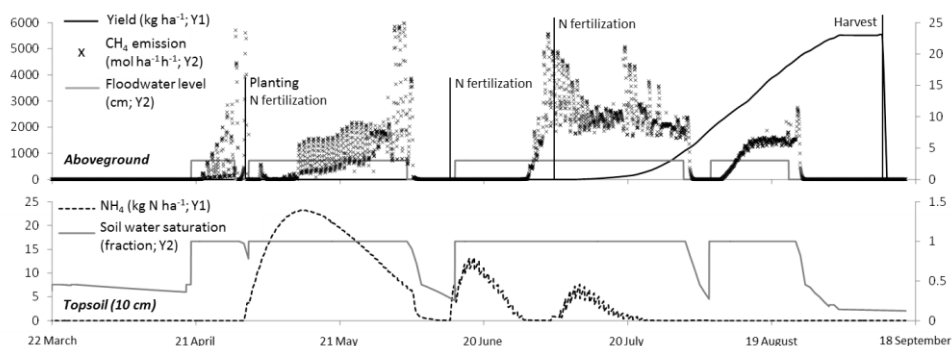 6000
5000
4000
3000
2000
1000
0
Yield (kg ha⁻¹; Y1)
x CH₄ emission
(mol ha⁻¹h⁻¹; Y2)
Floodwater level
(cm; Y2)
Aboveground
Planting
N fertilization
N fertilization
N fertilization
Harvest
25
20
15
10
5
0
25
20
15
10
5
0
NH₄ (kg N ha⁻¹; Y1)
Soil water saturation
(fraction; Y2)
Topsoil (10 cm)
1.5
1
0.5
0
22 March 21 April 21 May 20 June 20 July 19 August 18 September